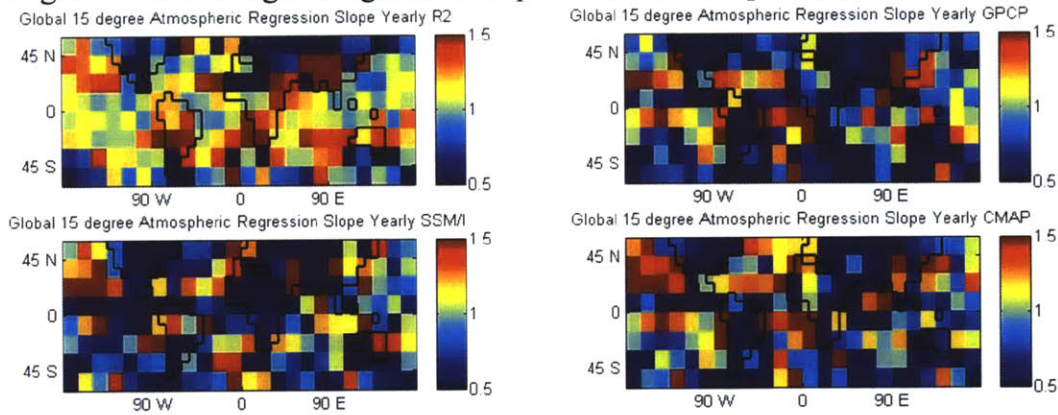 Global 15 degree Atmospheric Regression Slope Yearly R2
45 N
0
45 S
90 W 0 90 E
1 5
1
0.5
Global 15 degree Atmospheric Regression Slope Yearly GPCP
45 N
0
45 S
90 W 0 90 E
1 5
1
0.5
Global 15 degree Atmospheric Regression Slope Yearly SSM/I
45 N
0
45 S
90 W 0 90 E
1 5
1
0.5
Global 15 degree Atmospheric Regression Slope Yearly CMAP
45 N
0
45 S
90 W 0 90 E
1 5
1
0.5